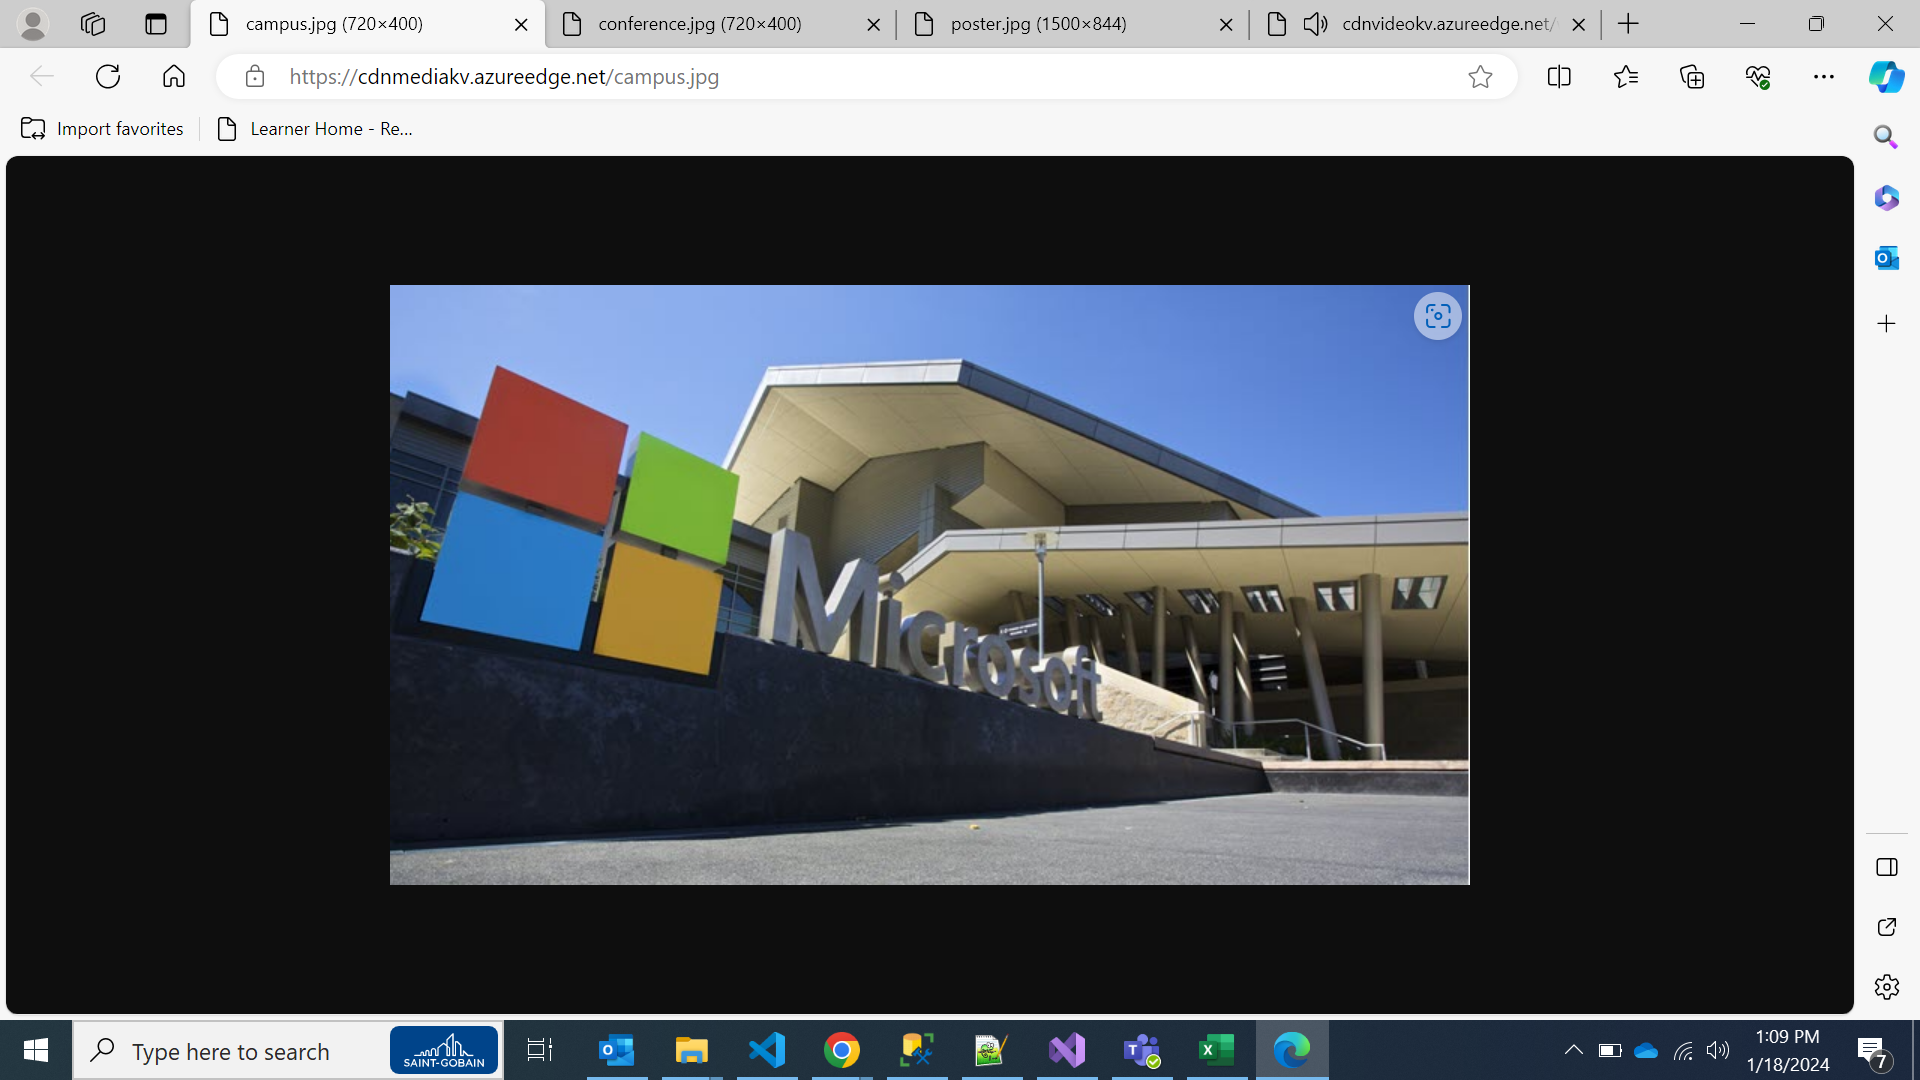 campus.jpg (720×400)
conference.jpg (720×400)
poster.jpg (1500×844)
cdnvideokv.azureedge.net/
https://cdnmediakv.azureedge.net/campus.jpg
Import favorites
Learner Home - Re...
Microsoft
Type here to search
SAINT-GOBAIN
1:09 PM
1/18/2024
7